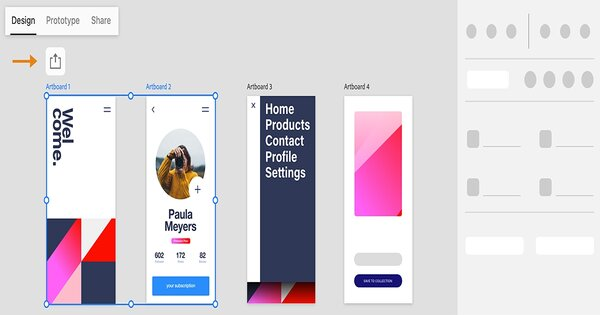 Design Prototype Share
Artboard 1
Artboard 2
Artboard 3
Artboard 4
Wel
come.
Paula
Meyers
602 172 82
your subscription
x
Home
Products
Contact
Profile
Settings
SAVE TO COLLECTION